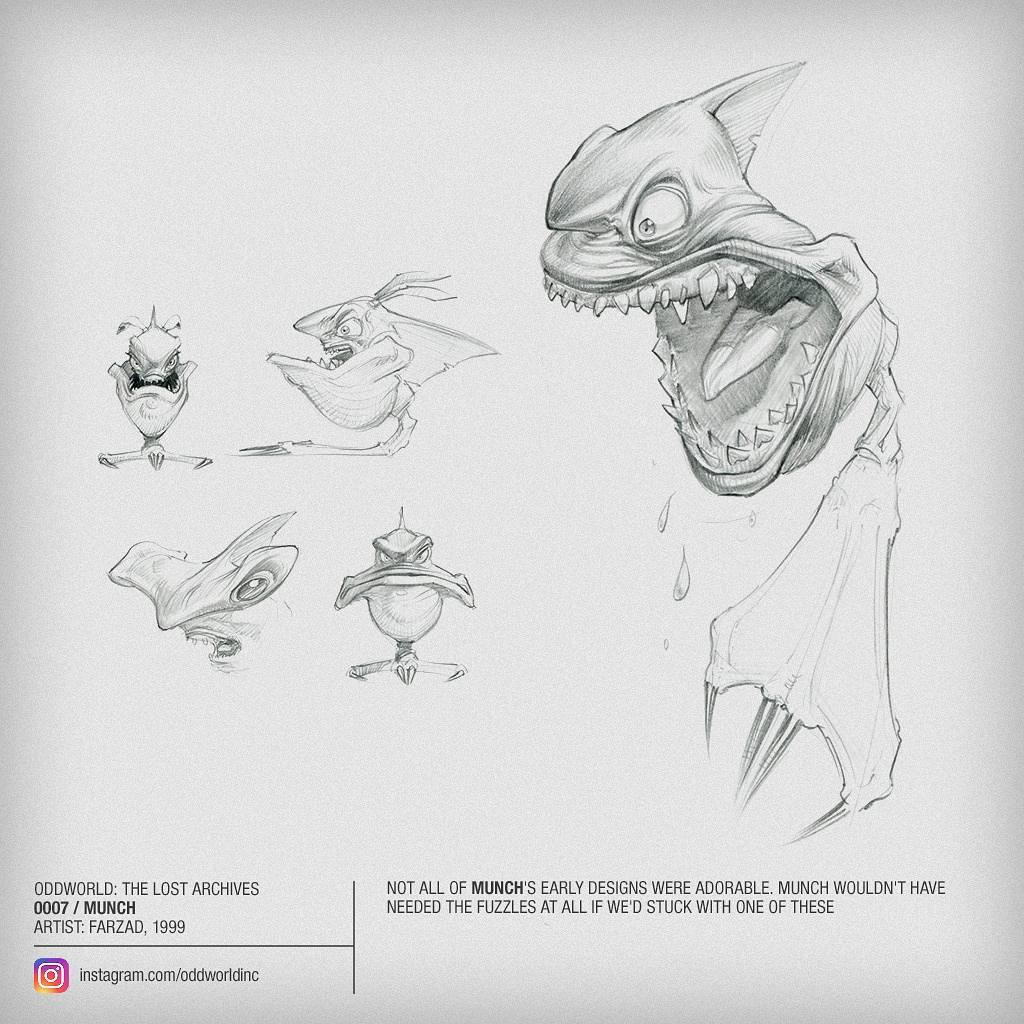 ODDWORLD: THE LOST ARCHIVES
0007 / MUNCH
ARTIST: FARZAD, 1999
instagram.com/oddworldinc
NOT ALL OF MUNCH'S EARLY DESIGNS WERE ADORABLE. MUNCH WOULDN'T HAVE
NEEDED THE FUZZLES AT ALL IF WE'D STUCK WITH ONE OF THESE